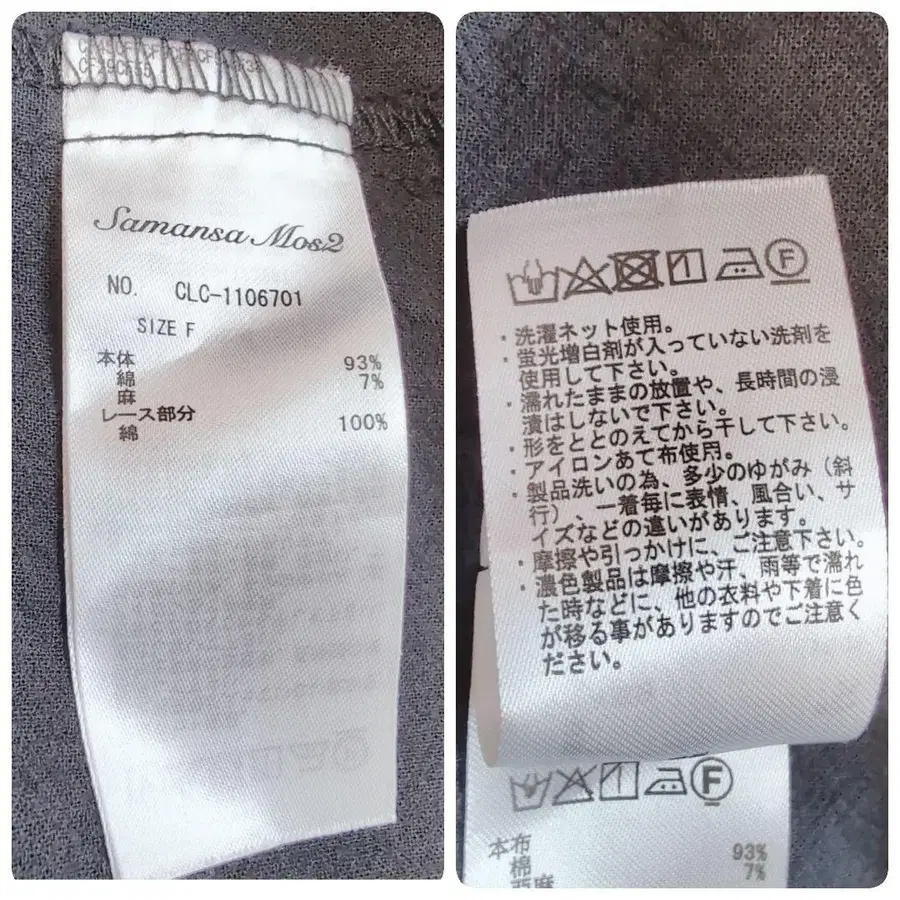 Samansa Mos2
NO. CLC-1106701
SIZE F
本体
綿 93%
麻 7%
レース部分
綿 100%
・洗濯ネット使用。
・蛍光増白剤が入っていない洗剤を
使用して下さい。
・濡れたままの放置や、長時間の浸
漬はしないで下さい。
・形をととのえてから干して下さい。
・アイロンあて布使用。
・製品洗いの為、多少のゆがみ（斜
行）、一着毎に表情、風合い、サ
イズなどの違いがあります。
・摩擦や引っかけに、ご注意下さい。
・濃色製品は摩擦や汗、雨等で濡れ
た時などに、他の衣料や下着に色
が移る事がありますのでご注意く
ださい。
F
F
本布
棉 93%
亚麻 7%